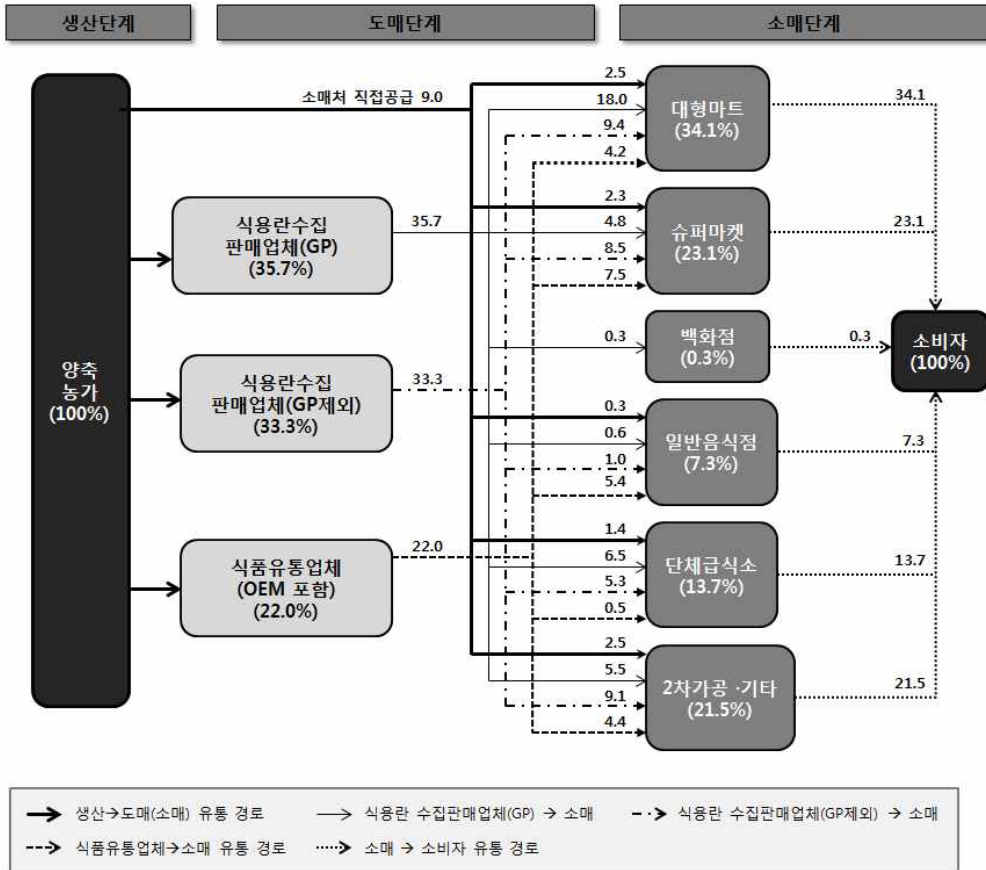 생산단계
도매단계
소매단계
양축
농가
(100%)
소매처 직접공급 9.0
식용란수집
판매업체(GP)
(35.7%)
35.7
식용란수집
판매업체(GP제외)
(33.3%)
33.3
식품유통업체
(OEM 포함)
(22.0%)
22.0
2.5
18.0
9.4
4.2
대형마트
(34.1%)
34.1
2.3
4.8
8.5
7.5
슈퍼마켓
(23.1%)
23.1
0.3
백화점
(0.3%)
0.3
소비자
(100%)
0.3
0.6
1.0
5.4
일반음식점
(7.3%)
7.3
1.4
6.5
5.3
0.5
단체급식소
(13.7%)
13.7
2.5
5.5
9.1
4.4
2차가공 ·기타
(21.5%)
21.5
생산→도매(소매) 유통 경로
식용란 수집판매업체(GP) → 소매
식용란 수집판매업체(GP제외) → 소매
식품유통업체→소매 유통 경로
소매 → 소비자 유통 경로